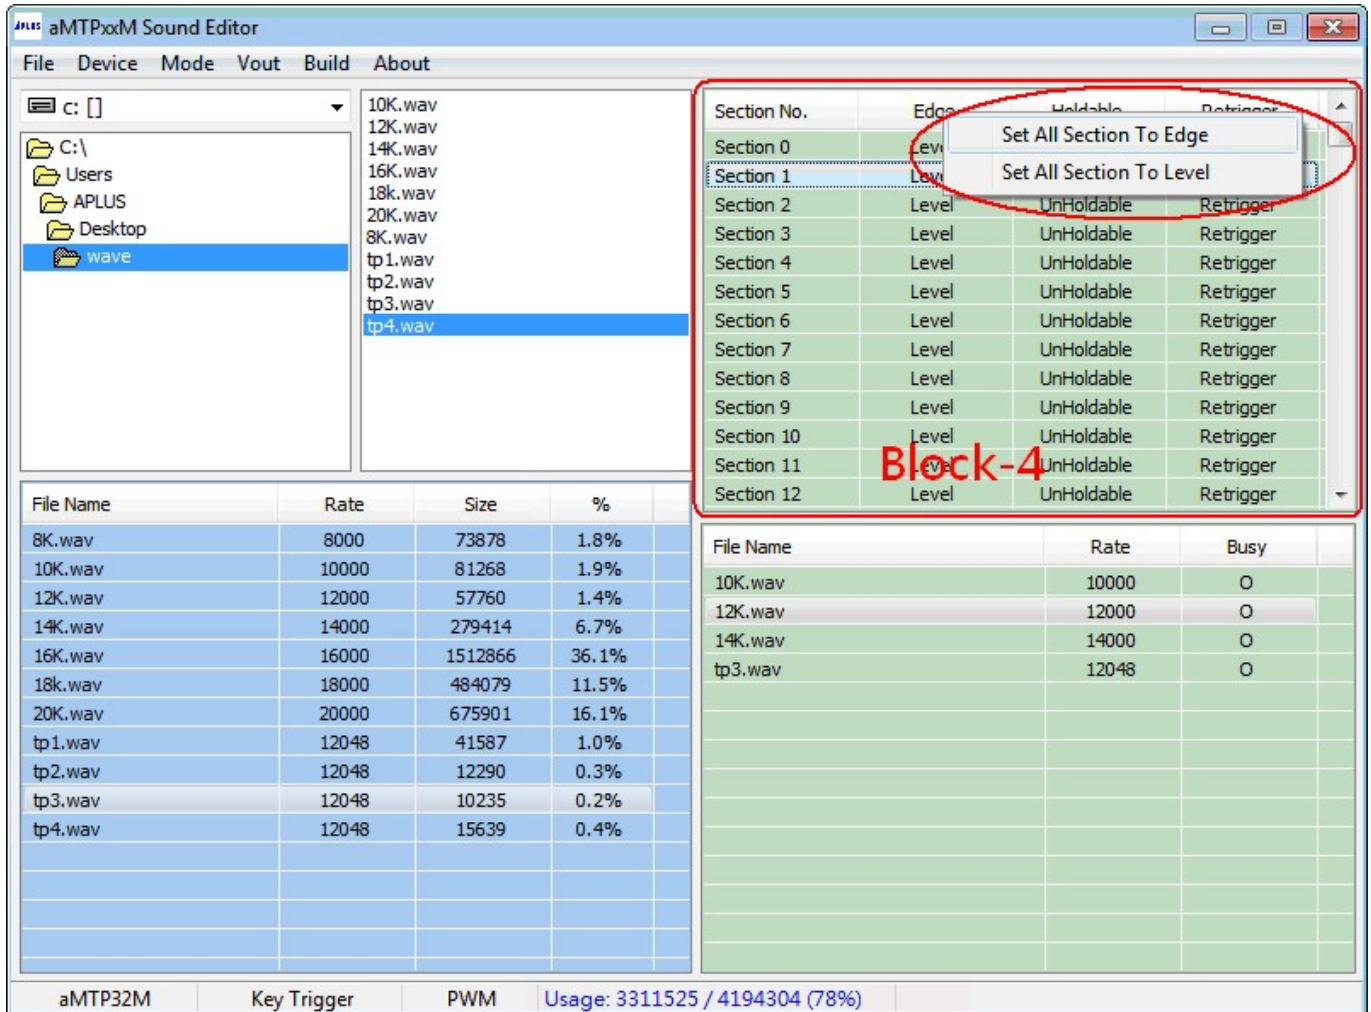 APLUS aMTPxxM Sound Editor
File Device Mode Vout Build About
c: []
C:\
Users
APLUS
Desktop
wave
10K.wav
12K.wav
14K.wav
16K.wav
18k.wav
20K.wav
8K.wav
tp1.wav
tp2.wav
tp3.wav
tp4.wav
Section No. Edge Holdable Retrigger
Set All Section To Edge
Set All Section To Level
Section 0 Level
Section 1 Level
Section 2 Level UnHoldable Retrigger
Section 3 Level UnHoldable Retrigger
Section 4 Level UnHoldable Retrigger
Section 5 Level UnHoldable Retrigger
Section 6 Level UnHoldable Retrigger
Section 7 Level UnHoldable Retrigger
Section 8 Level UnHoldable Retrigger
Section 9 Level UnHoldable Retrigger
Section 10 Level UnHoldable Retrigger
Section 11 Level UnHoldable Retrigger
Section 12 Level UnHoldable Retrigger
Block-4
File Name Rate Size %
8K.wav 8000 73878 1.8%
10K.wav 10000 81268 1.9%
12K.wav 12000 57760 1.4%
14K.wav 14000 279414 6.7%
16K.wav 16000 1512866 36.1%
18k.wav 18000 484079 11.5%
20K.wav 20000 675901 16.1%
tp1.wav 12048 41587 1.0%
tp2.wav 12048 12290 0.3%
tp3.wav 12048 10235 0.2%
tp4.wav 12048 15639 0.4%
File Name Rate Busy
10K.wav 10000 O
12K.wav 12000 O
14K.wav 14000 O
tp3.wav 12048 O
aMTP32M Key Trigger PWM Usage: 3311525 / 4194304 (78%)